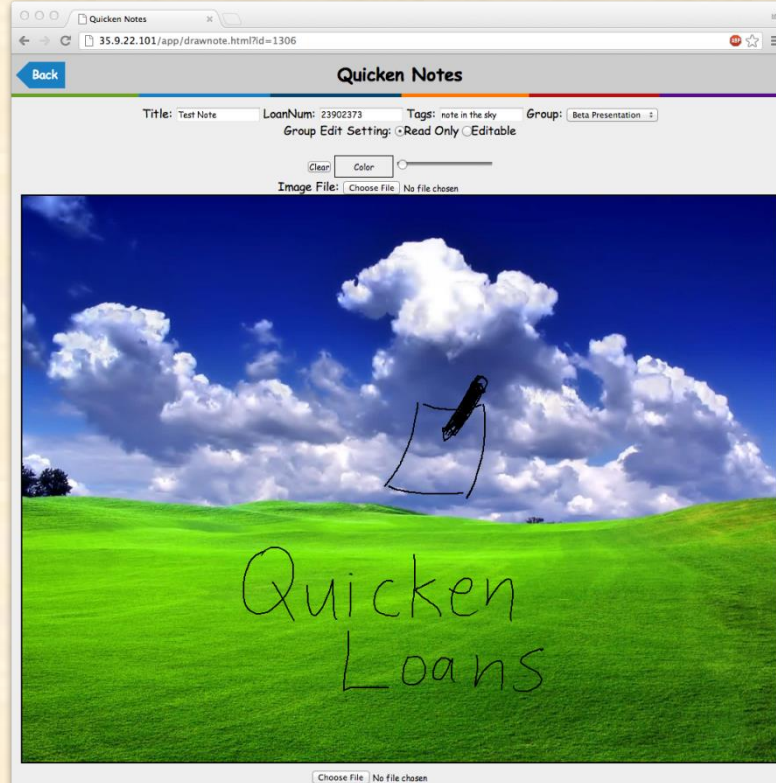 Quicken Notes
35.9.22.101/app/drawnote.html?id=1306
Back
Quicken Notes
Title: Test Note LoanNum: 23902373 Tags: note in the sky Group: Beta Presentation
Group Edit Setting: Read Only Editable
Clear Color
Image File: Choose File No file chosen
Quicken
Loans
Choose File No file chosen